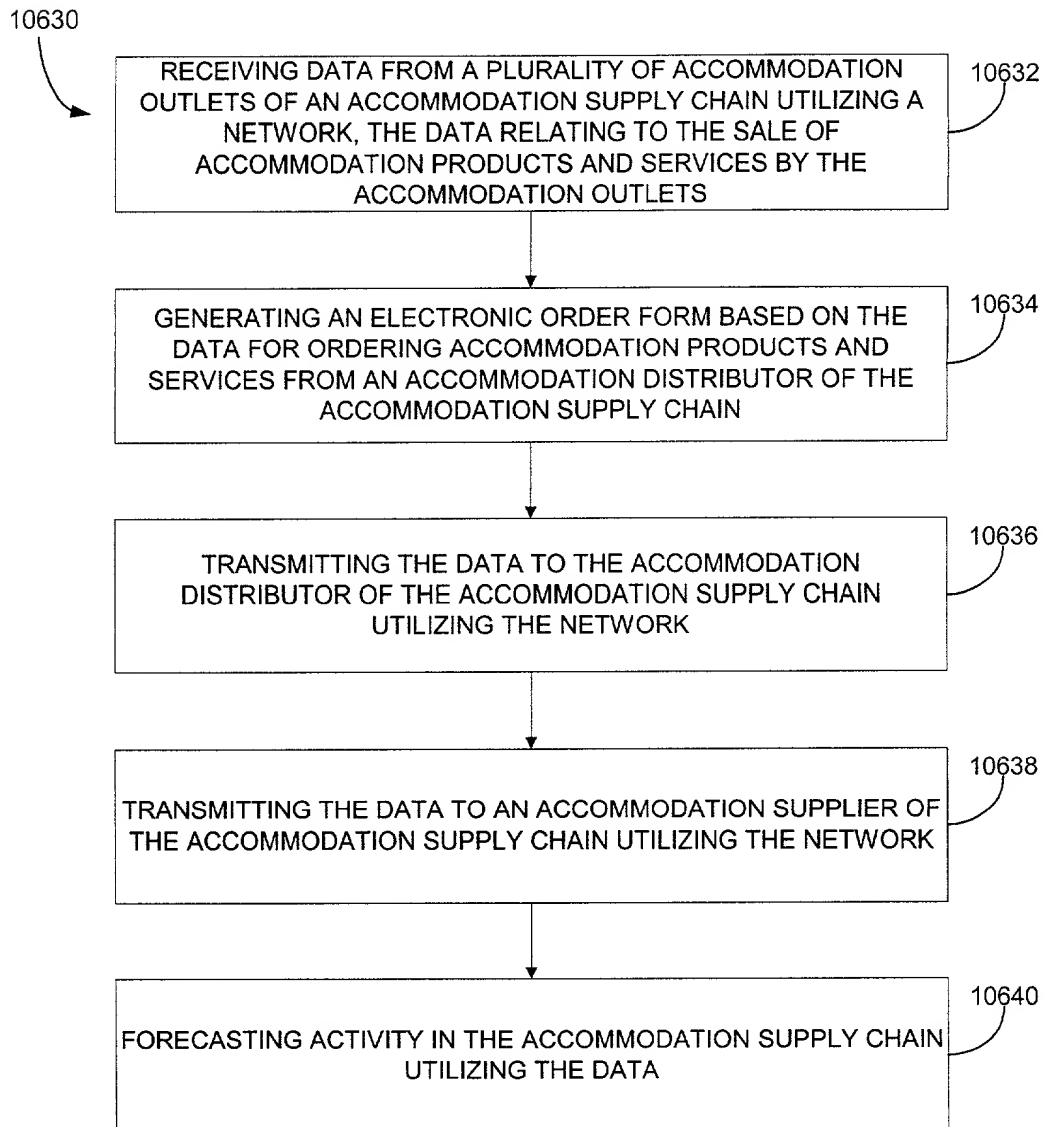 10630
RECEIVING DATA FROM A PLURALITY OF ACCOMMODATION
OUTLETS OF AN ACCOMMODATION SUPPLY CHAIN UTILIZING A
NETWORK, THE DATA RELATING TO THE SALE OF
ACCOMMODATION PRODUCTS AND SERVICES BY THE
ACCOMMODATION OUTLETS
10632
GENERATING AN ELECTRONIC ORDER FORM BASED ON THE
DATA FOR ORDERING ACCOMMODATION PRODUCTS AND
SERVICES FROM AN ACCOMMODATION DISTRIBUTOR OF THE
ACCOMMODATION SUPPLY CHAIN
10634
TRANSMITTING THE DATA TO THE ACCOMMODATION
DISTRIBUTOR OF THE ACCOMMODATION SUPPLY CHAIN
UTILIZING THE NETWORK
10636
TRANSMITTING THE DATA TO AN ACCOMMODATION SUPPLIER OF
THE ACCOMMODATION SUPPLY CHAIN UTILIZING THE NETWORK
10638
FORECASTING ACTIVITY IN THE ACCOMMODATION SUPPLY CHAIN
UTILIZING THE DATA
10640